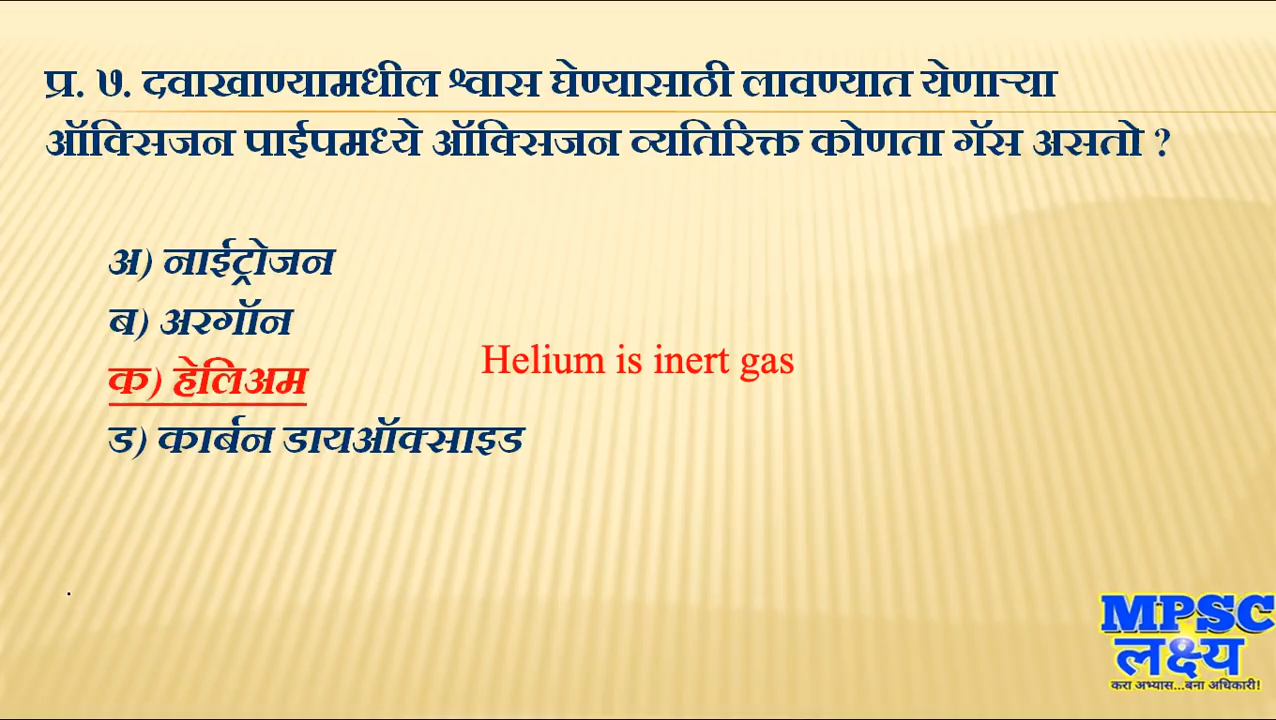 प्र. ७. दवाखाण्यामधील श्वास घेण्यासाठी लावण्यात येणाऱ्या
ऑक्सिजन पाईपमध्ये ऑक्सिजन व्यतिरिक्त कोणता गॅस असतो ?
अ) नाईट्रोजन
ब) अरगॉन
क) हेलिअम
Helium is inert gas
ड) कार्बन डायऑक्साइड
MPSC
लक्ष्य
करा अभ्यास...बना अधिकारी!